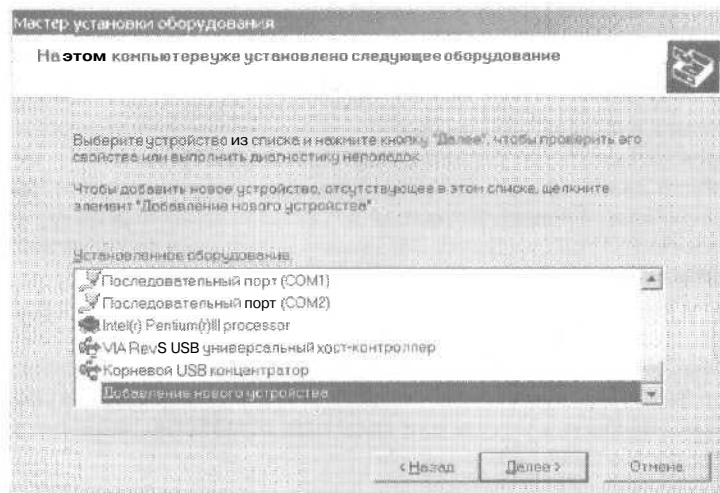 Мастер установки оборудования
На этом компьютере уже установлено следующее оборудование
Выберите устройство из списка и нажмите кнопку "Далее", чтобы проверить его
свойства или выполнить диагностику неполадок.
Чтобы добавить новое устройство, отсутствующее в этом списке, щелкните
элемент "Добавление нового устройства"
Установленное оборудование:
Последовательный порт (COM1)
Последовательный порт (COM2)
Intel(r) Pentium(r)III processor
VIA RevS USB универсальный хост-контроллер
Корневой USB концентратор
Добавление нового устройства
< Назад
Далее >
Отмена